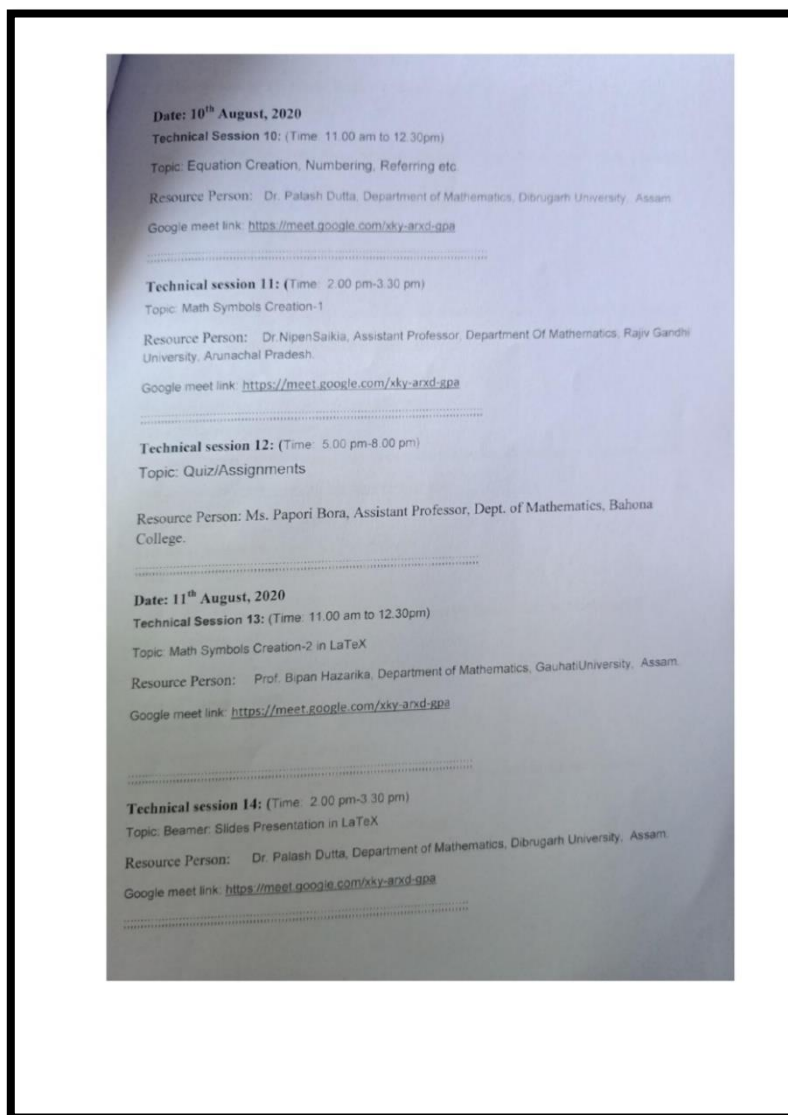 Date: 10th August, 2020
Technical Session 10: (Time: 11.00 am to 12.30pm)
Topic: Equation Creation, Numbering, Referring etc.
Resource Person: Dr. Palash Dutta, Department of Mathematics, Dibrugarh University, Assam.
Google meet link: https://meet.google.com/xky-arxd-gpa
Technical session 11: (Time: 2.00 pm-3.30 pm)
Topic: Math Symbols Creation-1
Resource Person: Dr.NipenSaikia, Assistant Professor, Department Of Mathematics, Rajiv Gandhi
University, Arunachal Pradesh.
Google meet link: https://meet.google.com/xky-arxd-gpa
Technical session 12: (Time: 5.00 pm-8.00 pm)
Topic: Quiz/Assignments
Resource Person: Ms. Papori Bora, Assistant Professor, Dept. of Mathematics, Bahona
College.
Date: 11th August, 2020
Technical Session 13: (Time: 11.00 am to 12.30pm)
Topic: Math Symbols Creation-2 in LaTeX
Resource Person: Prof. Bipan Hazarika, Department of Mathematics, GauhatiUniversity, Assam.
Google meet link: https://meet.google.com/xky-arxd-gpa
Technical session 14: (Time: 2.00 pm-3.30 pm)
Topic: Beamer: Slides Presentation in LaTeX
Resource Person: Dr. Palash Dutta, Department of Mathematics, Dibrugarh University, Assam.
Google meet link: https://meet.google.com/xky-arxd-gpa